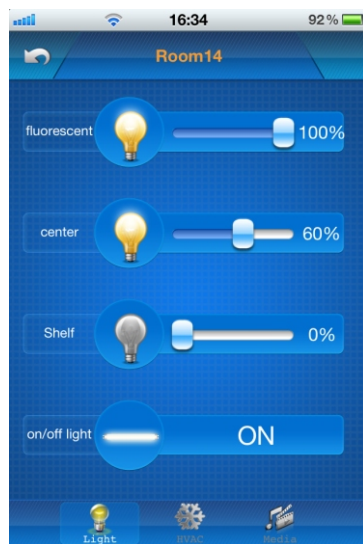 16:34
92%
Room14
fluorescent
100%
center
60%
Shelf
0%
on/off light
ON
Light
HVAC
Media